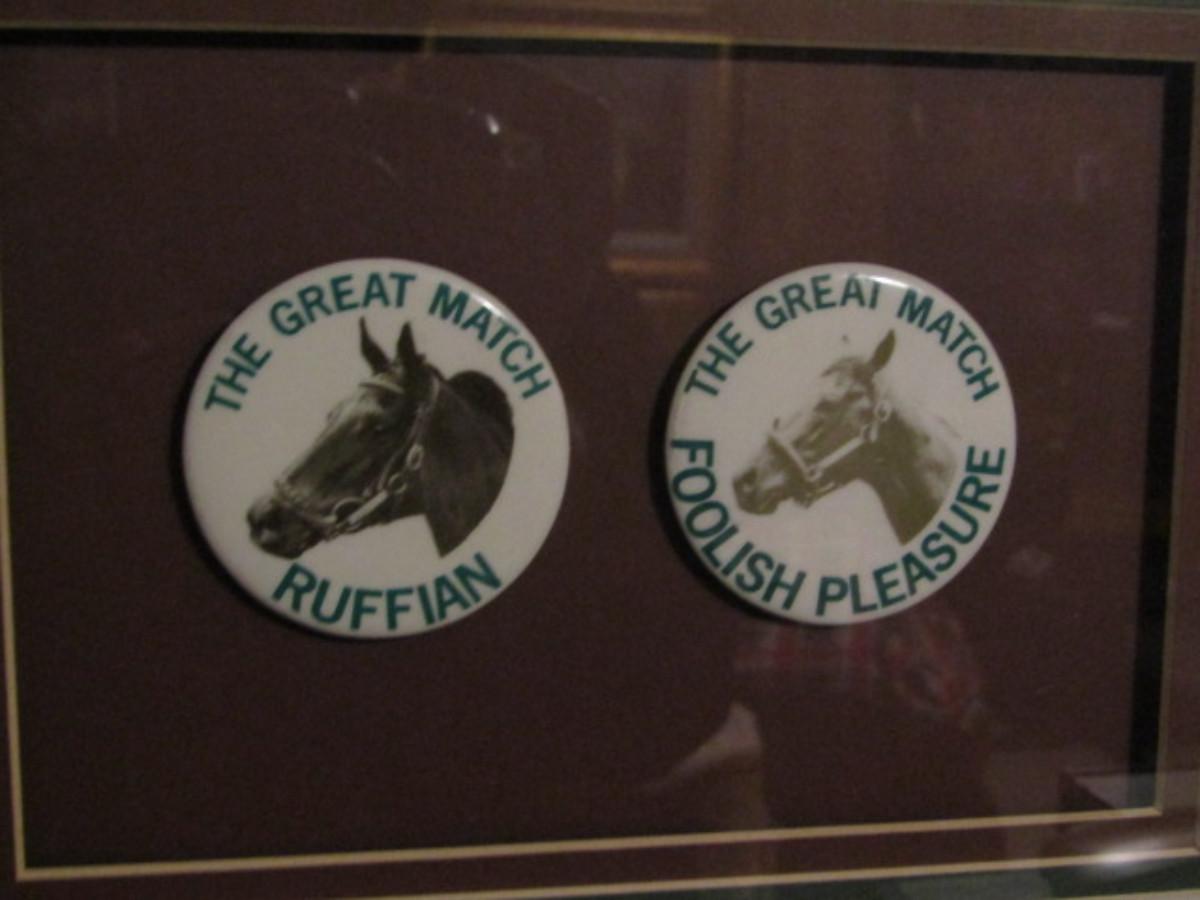 THE GREAT MATCH
RUFFIAN
THE GREAT MATCH
FOOLISH PLEASURE